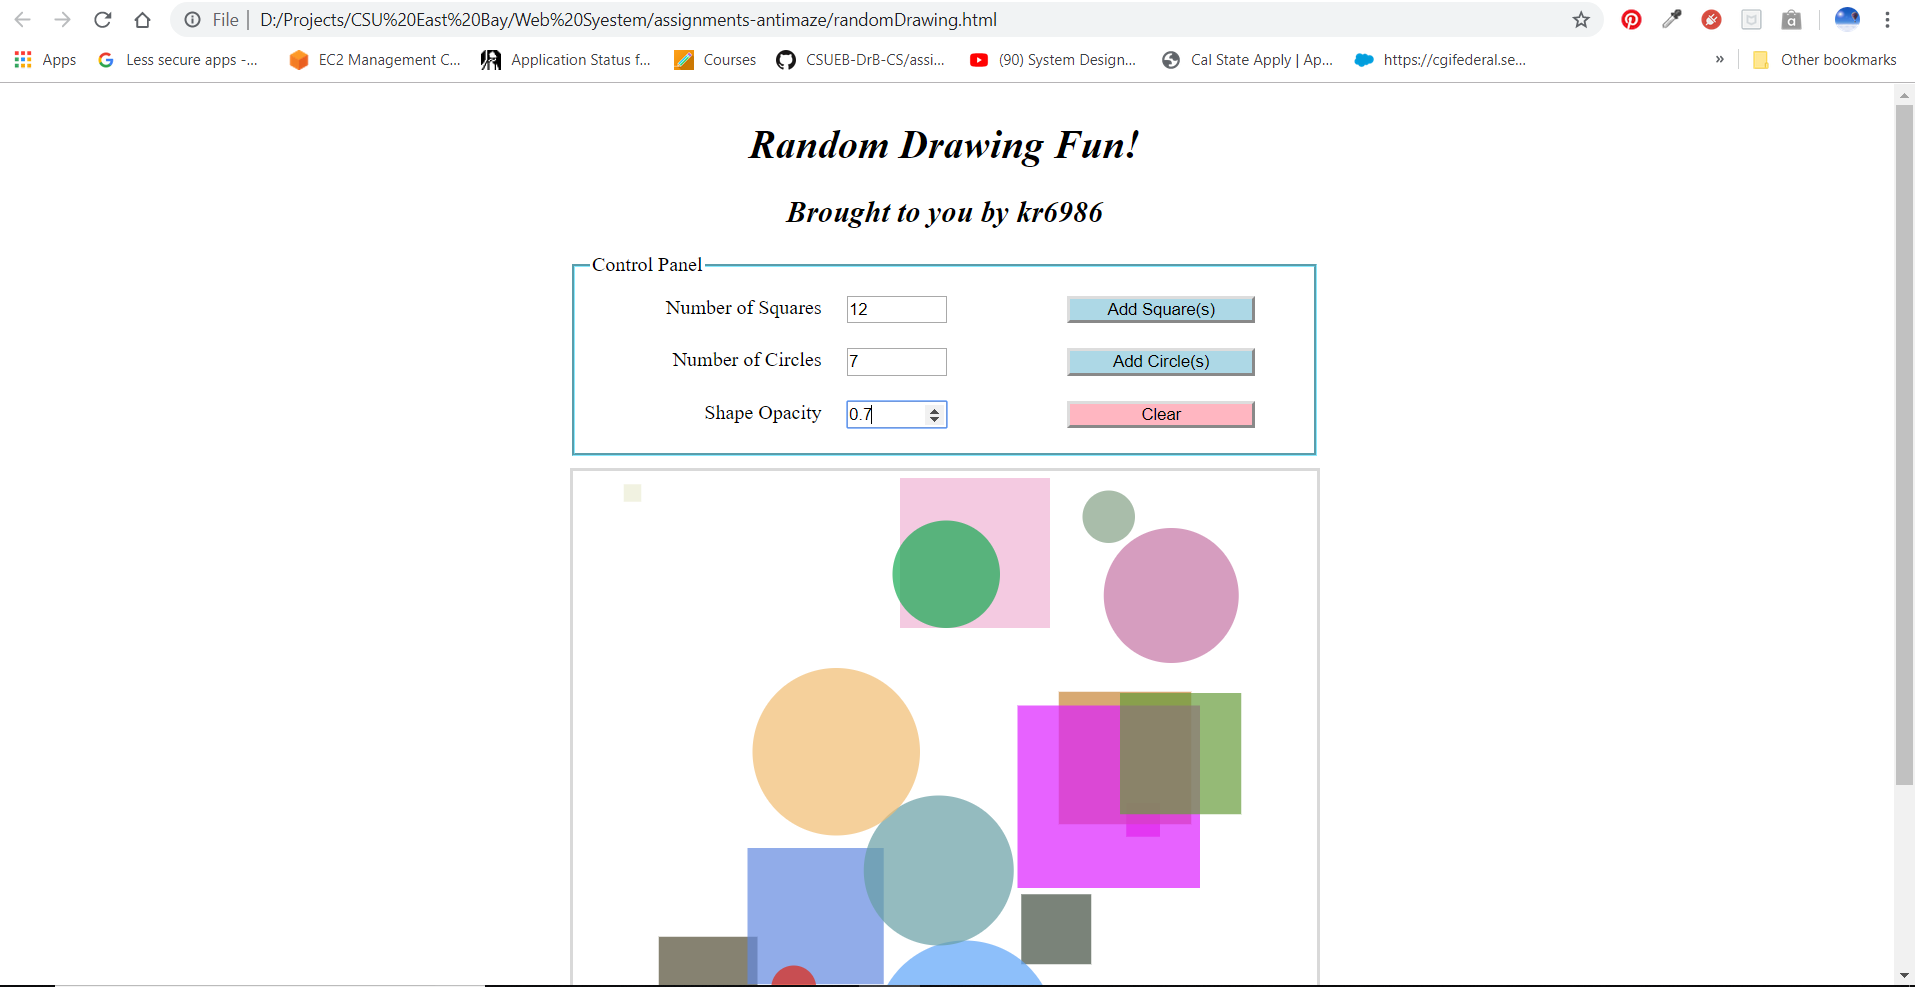 File | D:/Projects/CSU%20East%20Bay/Web%20Syestem/assignments-antimaze/randomDrawing.html
Apps Less secure apps -... EC2 Management C... Application Status f... Courses CSUEB-DrB-CS/assi... (90) System Design... Cal State Apply | Ap... https://cgifederal.se... » Other bookmarks
Random Drawing Fun!
Brought to you by kr6986
Control Panel
Number of Squares 12 Add Square(s)
Number of Circles 7 Add Circle(s)
Shape Opacity 0.7 Clear